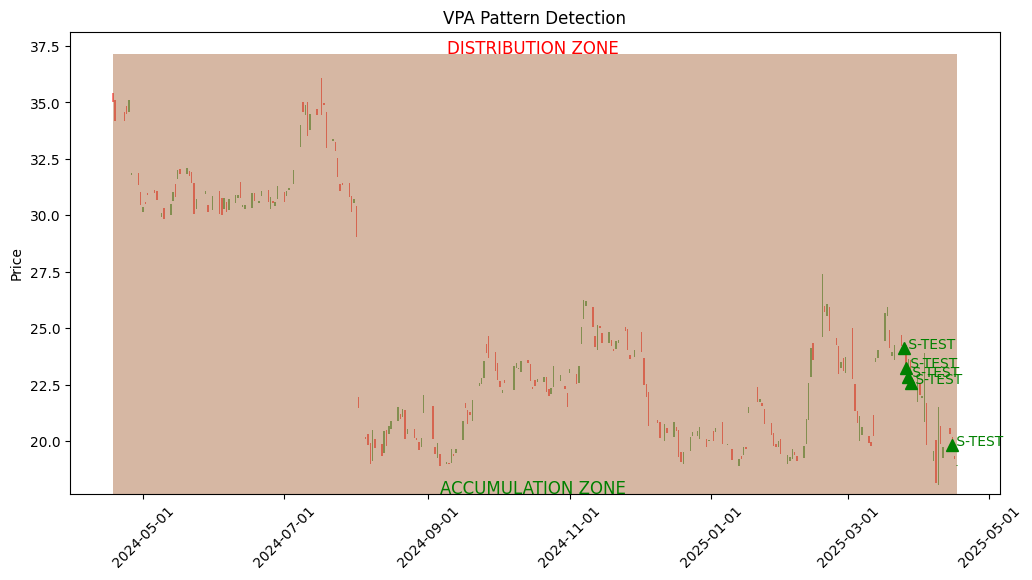 VPA Pattern Detection
37.5
DISTRIBUTION ZONE
35.0
32.5
30.0
Price
27.5
25.0
S-TEST
S-TEST
S-TEST
22.5
S-TEST
20.0
S-TEST
ACCUMULATION ZONE
2024-05-01
2024-07-01
2024-09-01
2024-11-01
2025-01-01
2025-03-01
2025-05-01